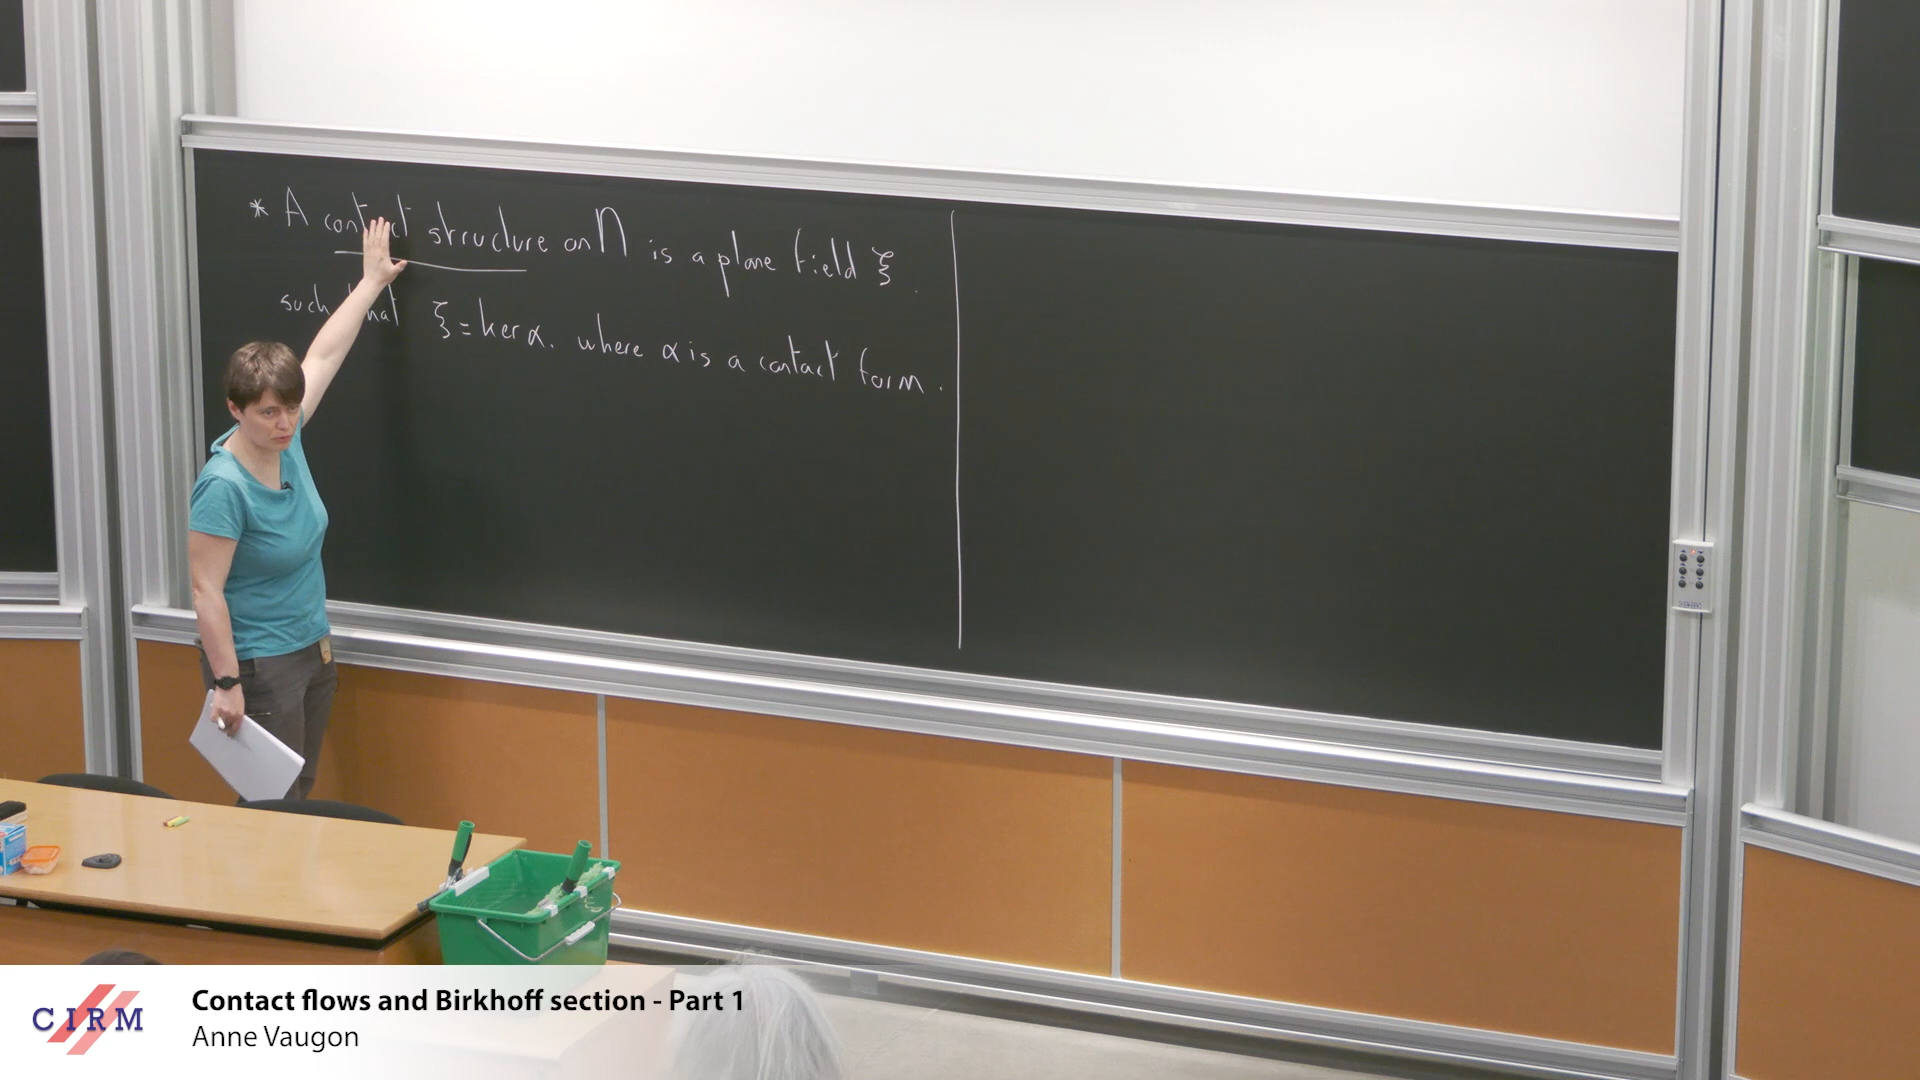 * A contact structure on M is a plane field ξ.
such that ξ = ker α. where α is a contact form.
CIRM
Contact flows and Birkhoff section - Part 1
Anne Vaugon